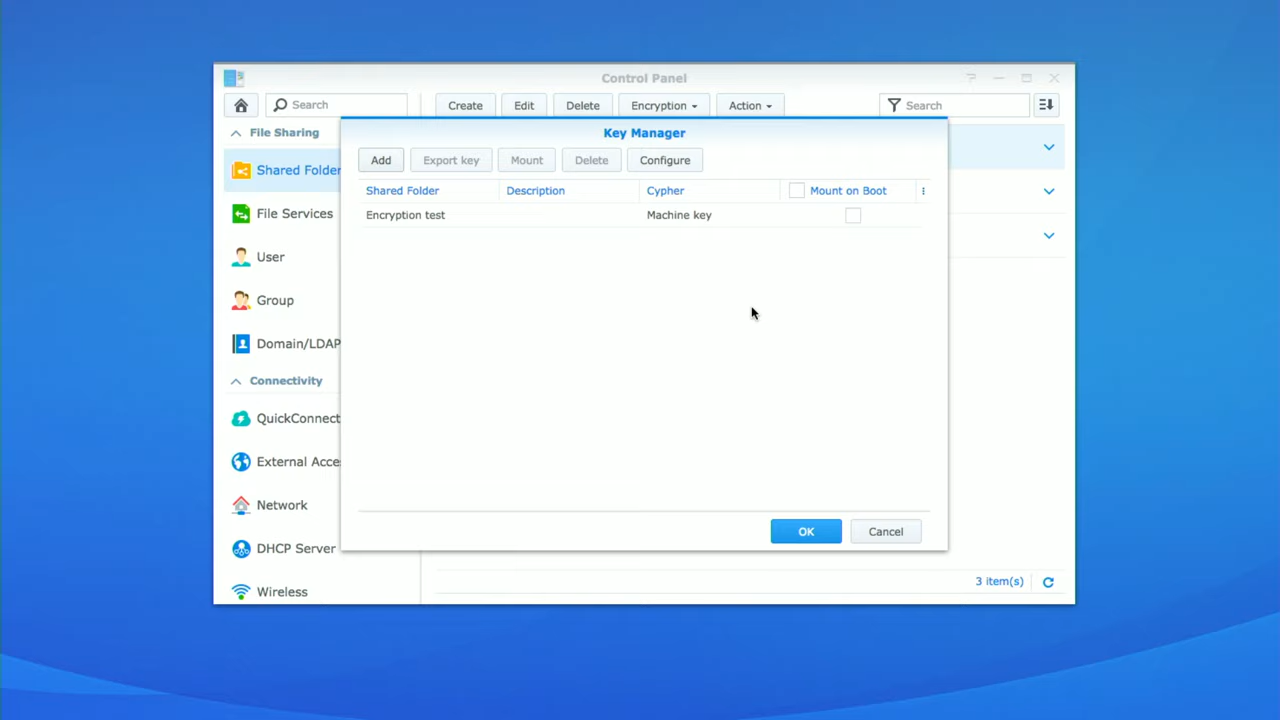 Control Panel
Search
Create
Edit
Delete
Encryption
Action
Search
File Sharing
Shared Folder
File Services
User
Group
Domain/LDAP
Connectivity
QuickConnect
External Acce
Network
DHCP Server
Wireless
Key Manager
Add
Export key
Mount
Delete
Configure
Shared Folder Description Cypher Mount on Boot
Encryption test Machine key
OK
Cancel
3 item(s)